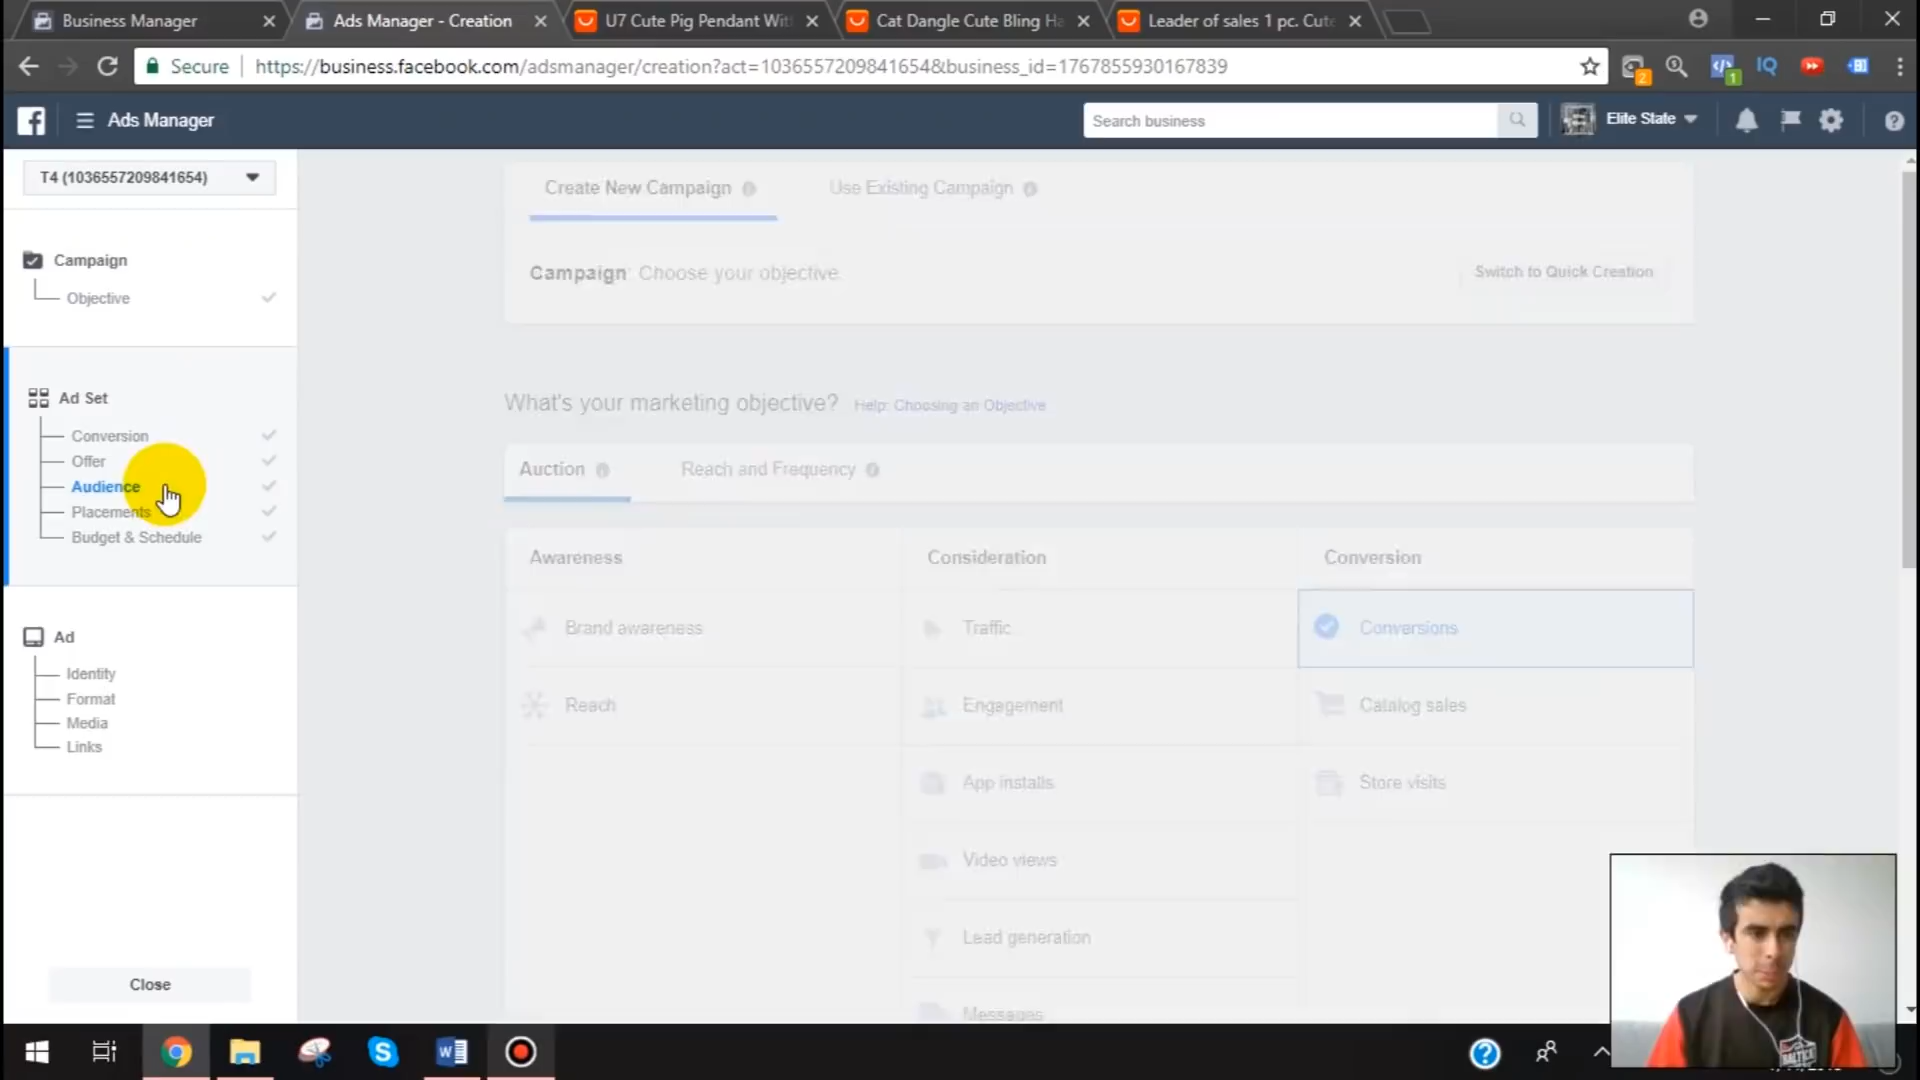 Business Manager
Ads Manager - Creation
U7 Cute Pig Pendant Wit
Cat Dangle Cute Bling Ha
Leader of sales 1 pc. Cute
Secure
https://business.facebook.com/adsmanager/creation?act=1036557209841654&business_id=1767855930167839
2
1
IQ
Ads Manager
Search business
Elite State
T4 (1036557209841654)
Create New Campaign
Use Existing Campaign
Campaign
Objective
Campaign: Choose your objective.
Switch to Quick Creation
What's your marketing objective?
Help: Choosing an Objective
Ad Set
Conversion
Offer
Audience
Placements
Budget & Schedule
Auction
Reach and Frequency
Awareness
Consideration
Conversion
Brand awareness
Traffic
Conversions
Reach
Engagement
Catalog sales
App installs
Store visits
Video views
Lead generation
Messages
Ad
Identity
Format
Media
Links
Close